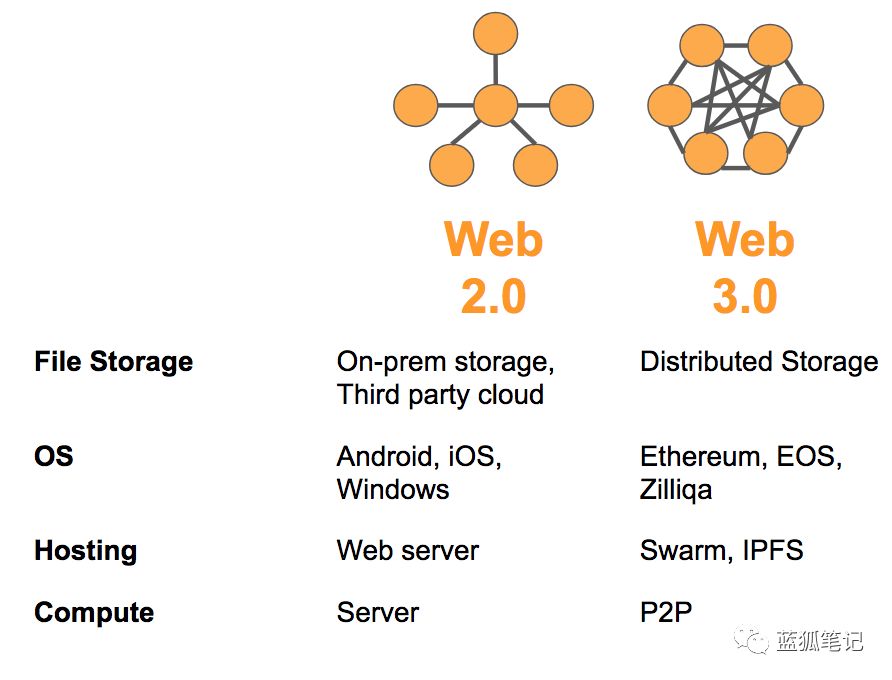 Web
2.0
Web
3.0
File Storage
On-prem storage,
Third party cloud
Distributed Storage
OS
Android, iOS,
Windows
Ethereum, EOS,
Zilliqa
Hosting
Web server
Swarm, IPFS
Compute
Server
P2P
蓝狐笔记